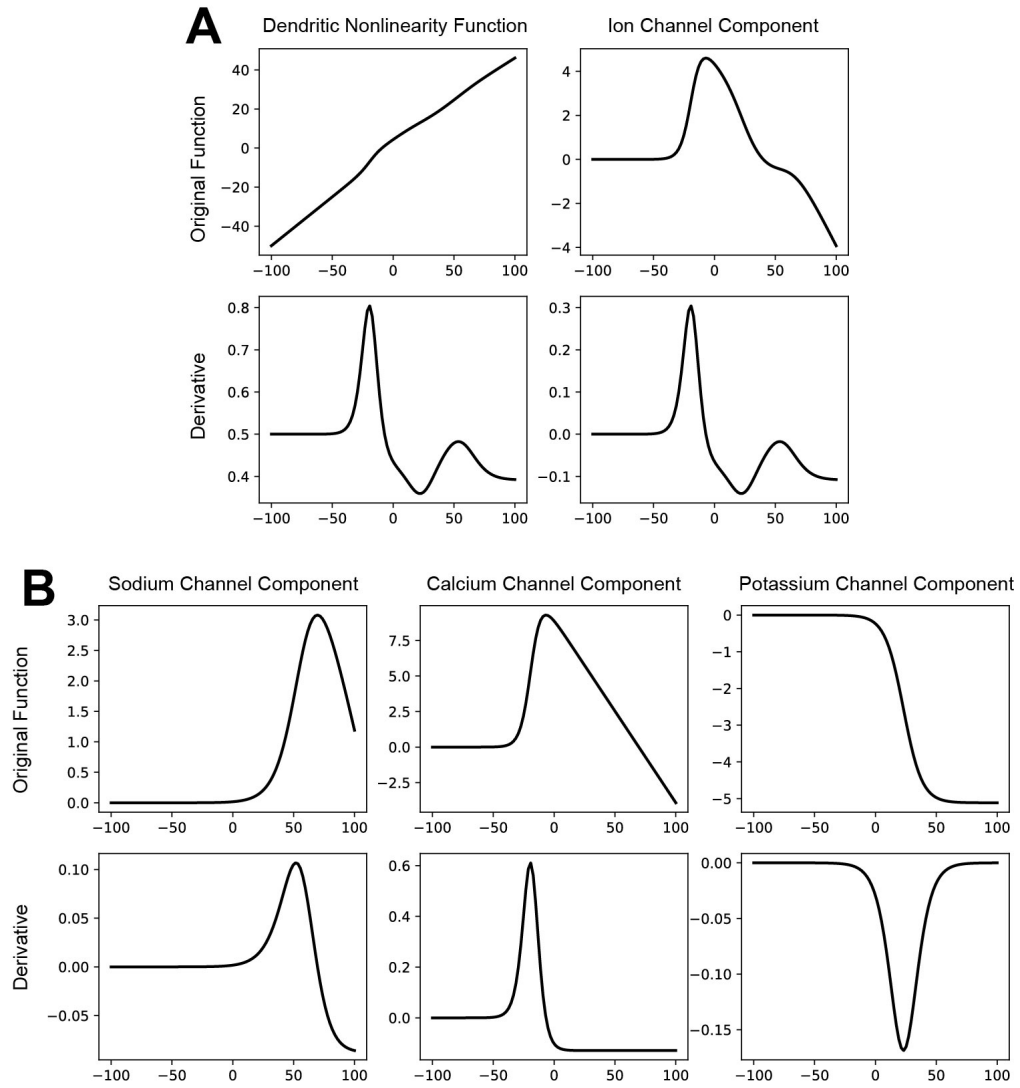 A
Dendritic Nonlinearity Function Ion Channel Component
Original Function
40
20
0
−20
−40
−100 −50 0 50 100
4
2
0
−2
−4
−100 −50 0 50 100
Derivative
0.8
0.7
0.6
0.5
0.4
−100 −50 0 50 100
0.3
0.2
0.1
0.0
−0.1
−100 −50 0 50 100
B
Sodium Channel Component Calcium Channel Component Potassium Channel Component
Original Function
3.0
2.5
2.0
1.5
1.0
0.5
0.0
−100 −50 0 50 100
7.5
5.0
2.5
0.0
−2.5
−100 −50 0 50 100
0
−1
−2
−3
−4
−5
−100 −50 0 50 100
Derivative
0.10
0.05
0.00
−0.05
−100 −50 0 50 100
0.6
0.4
0.2
0.0
−100 −50 0 50 100
0.00
−0.05
−0.10
−0.15
−100 −50 0 50 100